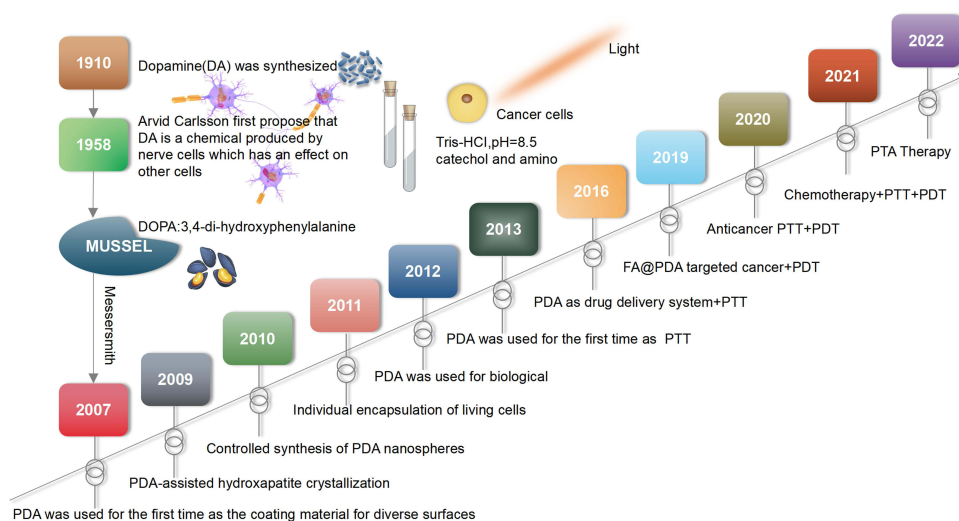 1910
Dopamine(DA) was synthesized
1958
Arvid Carlsson first propose that
DA is a chemical produced by
nerve cells which has an effect on
other cells
MUSSEL
DOPA:3,4-di-hydroxyphenylalanine
Messersmith
Light
Cancer cells
Tris-HCl,pH=8.5
catechol and amino
2007
PDA was used for the first time as the coating material for diverse surfaces
2009
PDA-assisted hydroxapatite crystallization
2010
Controlled synthesis of PDA nanospheres
2011
Individual encapsulation of living cells
2012
PDA was used for biological
2013
PDA was used for the first time as PTT
2016
PDA as drug delivery system+PTT
2019
FA@PDA targeted cancer+PDT
2020
Anticancer PTT+PDT
2021
Chemotherapy+PTT+PDT
2022
PTA Therapy